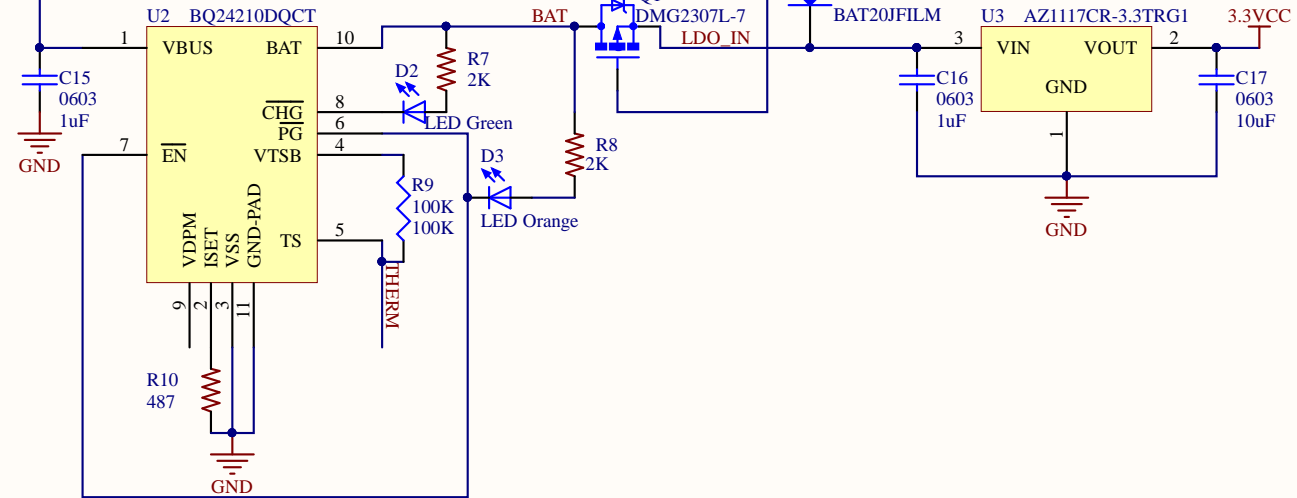 U2 BQ24210DQCT
1 VBUS
BAT 10
CHG 8
PG 6
7 EN
VTSB 4
TS 5
VDPM 9
ISET 2
VSS 3
GND-PAD 11
C15
0603
1uF
GND
D2
LED Green
R7
2K
BAT
DMG2307L-7
LDO_IN
BAT20JFILM
R8
2K
D3
LED Orange
R9
100K
100K
THERM
R10
487
GND
U3 AZ1117CR-3.3TRG1
3 VIN
VOUT 2
GND
1
3.3VCC
C16
0603
1uF
C17
0603
10uF
GND